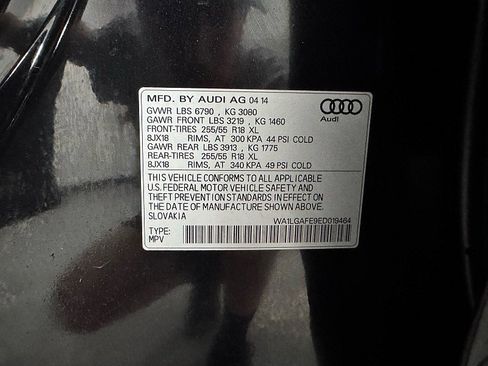 MFD. BY AUDI AG 04 14
GVWR LBS 6790 , KG 3080
GAWR FRONT LBS 3219 , KG 1460
FRONT-TIRES 255/55 R18 XL
8JX18 RIMS, AT 300 KPA 44 PSI COLD
GAWR REAR LBS 3913 , KG 1775
REAR-TIRES 255/55 R18 XL
8JX18 RIMS, AT 340 KPA 49 PSI COLD
Audi
THIS VEHICLE CONFORMS TO ALL APPLICABLE
U.S. FEDERAL MOTOR VEHICLE SAFETY AND
THEFT PREVENTION STANDARDS IN EFFECT ON
THE DATE OF MANUFACTURE SHOWN ABOVE.
SLOVAKIA
WA1LGAFE9ED019464
TYPE:
MPV